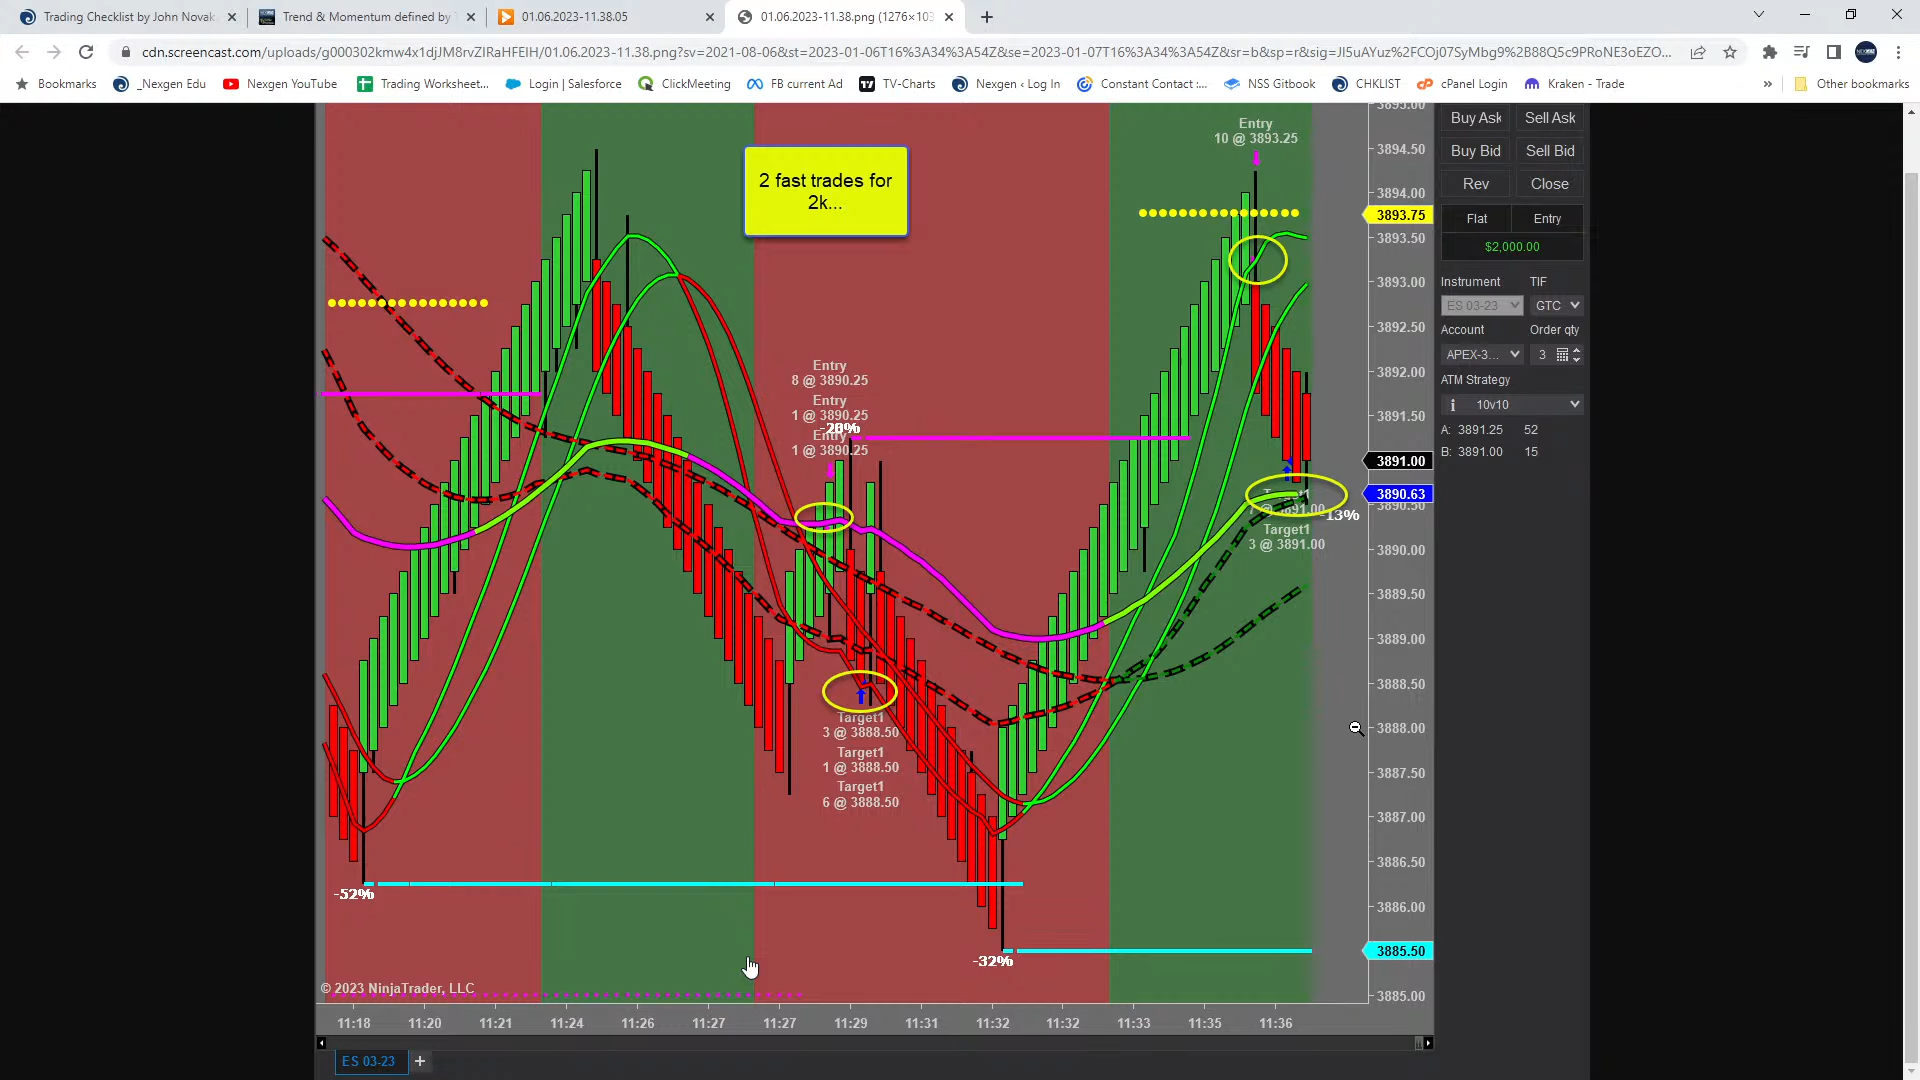 Trading Checklist by John Novak
Trend & Momentum defined by
01.06.2023-11.38.05
01.06.2023-11.38.png (1276×103
cdn.screencast.com/uploads/g000302kmw4x1djJM8rvZIRaHFEIH/01.06.2023-11.38.png?sv=2021-08-06&st=2023-01-06T16%3A34%3A54Z&se=2023-01-07T16%3A34%3A54Z&sr=b&sp=r&sig=JI5uAYuz%2FCOj07SyMbg9%2B88Q5c9PRoNE3oEZO...
Bookmarks
_Nexgen Edu
Nexgen YouTube
Trading Worksheet...
Login | Salesforce
ClickMeeting
FB current Ad
TV-Charts
Nexgen ‹ Log In
Constant Contact :...
NSS Gitbook
CHKLIST
cPanel Login
Kraken - Trade
»
Other bookmarks
2 fast trades for
2k...
Entry
10 @ 3893.25
Entry
8 @ 3890.25
Entry
1 @ 3890.25
Entry
1 @ 3890.25
Target1
3 @ 3888.50
Target1
1 @ 3888.50
Target1
6 @ 3888.50
Target1
3 @ 3891.00
-13%
-52%
-32%
© 2023 NinjaTrader, LLC
3895.00
3894.50
3894.00
3893.75
3893.50
3893.00
3892.50
3892.00
3891.50
3891.00
3890.63
3890.50
3890.00
3889.50
3889.00
3888.50
3888.00
3887.50
3887.00
3886.50
3886.00
3885.50
3885.00
11:18
11:20
11:21
11:24
11:26
11:27
11:27
11:29
11:31
11:32
11:32
11:33
11:35
11:36
ES 03-23
+
Buy Ask
Sell Ask
Buy Bid
Sell Bid
Rev
Close
Flat
Entry
$2,000.00
Instrument
TIF
ES 03-23
GTC
Account
Order qty
APEX-3...
3
ATM Strategy
10v10
A: 3891.25 52
B: 3891.00 15